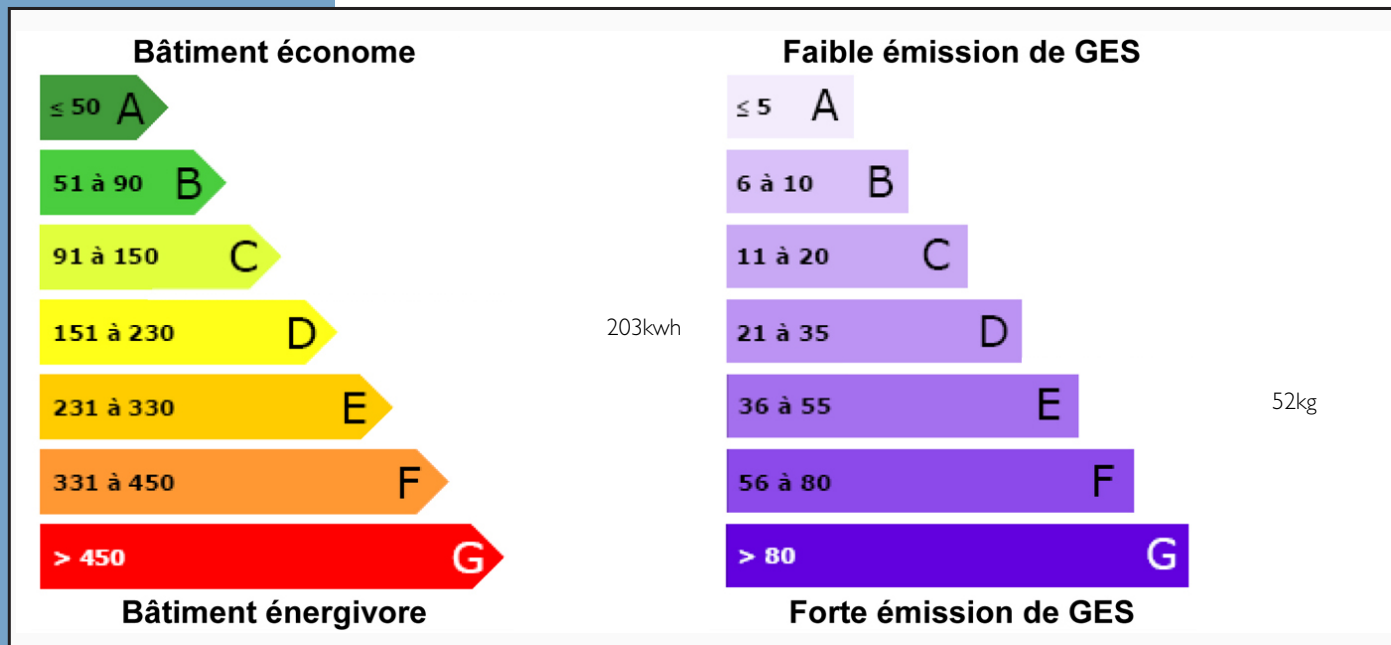 Bâtiment économe
≤ 50 A
51 à 90 B
91 à 150 C
151 à 230 D
203kwh
231 à 330 E
331 à 450 F
> 450 G
Bâtiment énergivore
Faible émission de GES
≤ 5 A
6 à 10 B
11 à 20 C
21 à 35 D
36 à 55 E
52kg
56 à 80 F
> 80 G
Forte émission de GES